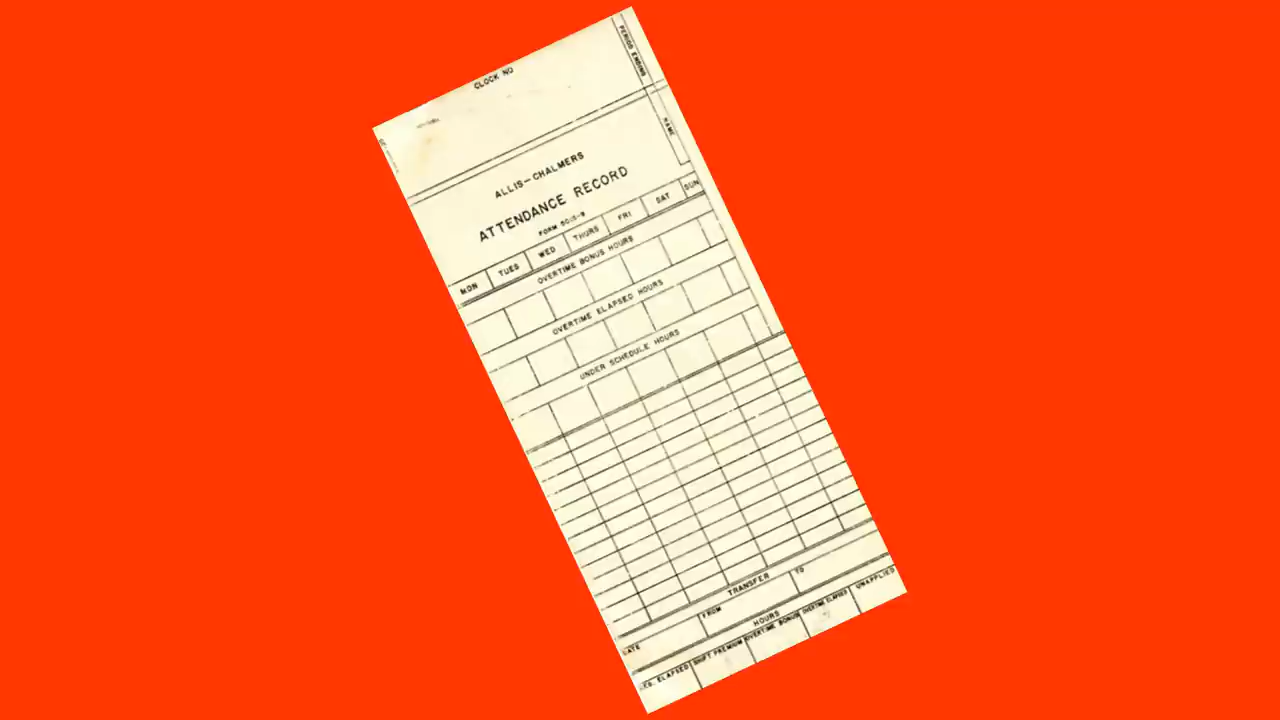 PERIOD ENDING
CLOCK NO
NAME
ALLIS—CHALMERS
ATTENDANCE RECORD
FORM
MON TUES WED THURS FRI SAT SUN
OVERTIME BONUS HOURS
OVERTIME ELAPSED HOURS
UNDER SCHEDULE HOURS
TRANSFER
DATE FROM TO
HOURS
ELAPSED SHIFT PREMIUM OVERTIME BONUS OVERTIME ELAPSED UNAPPLIED